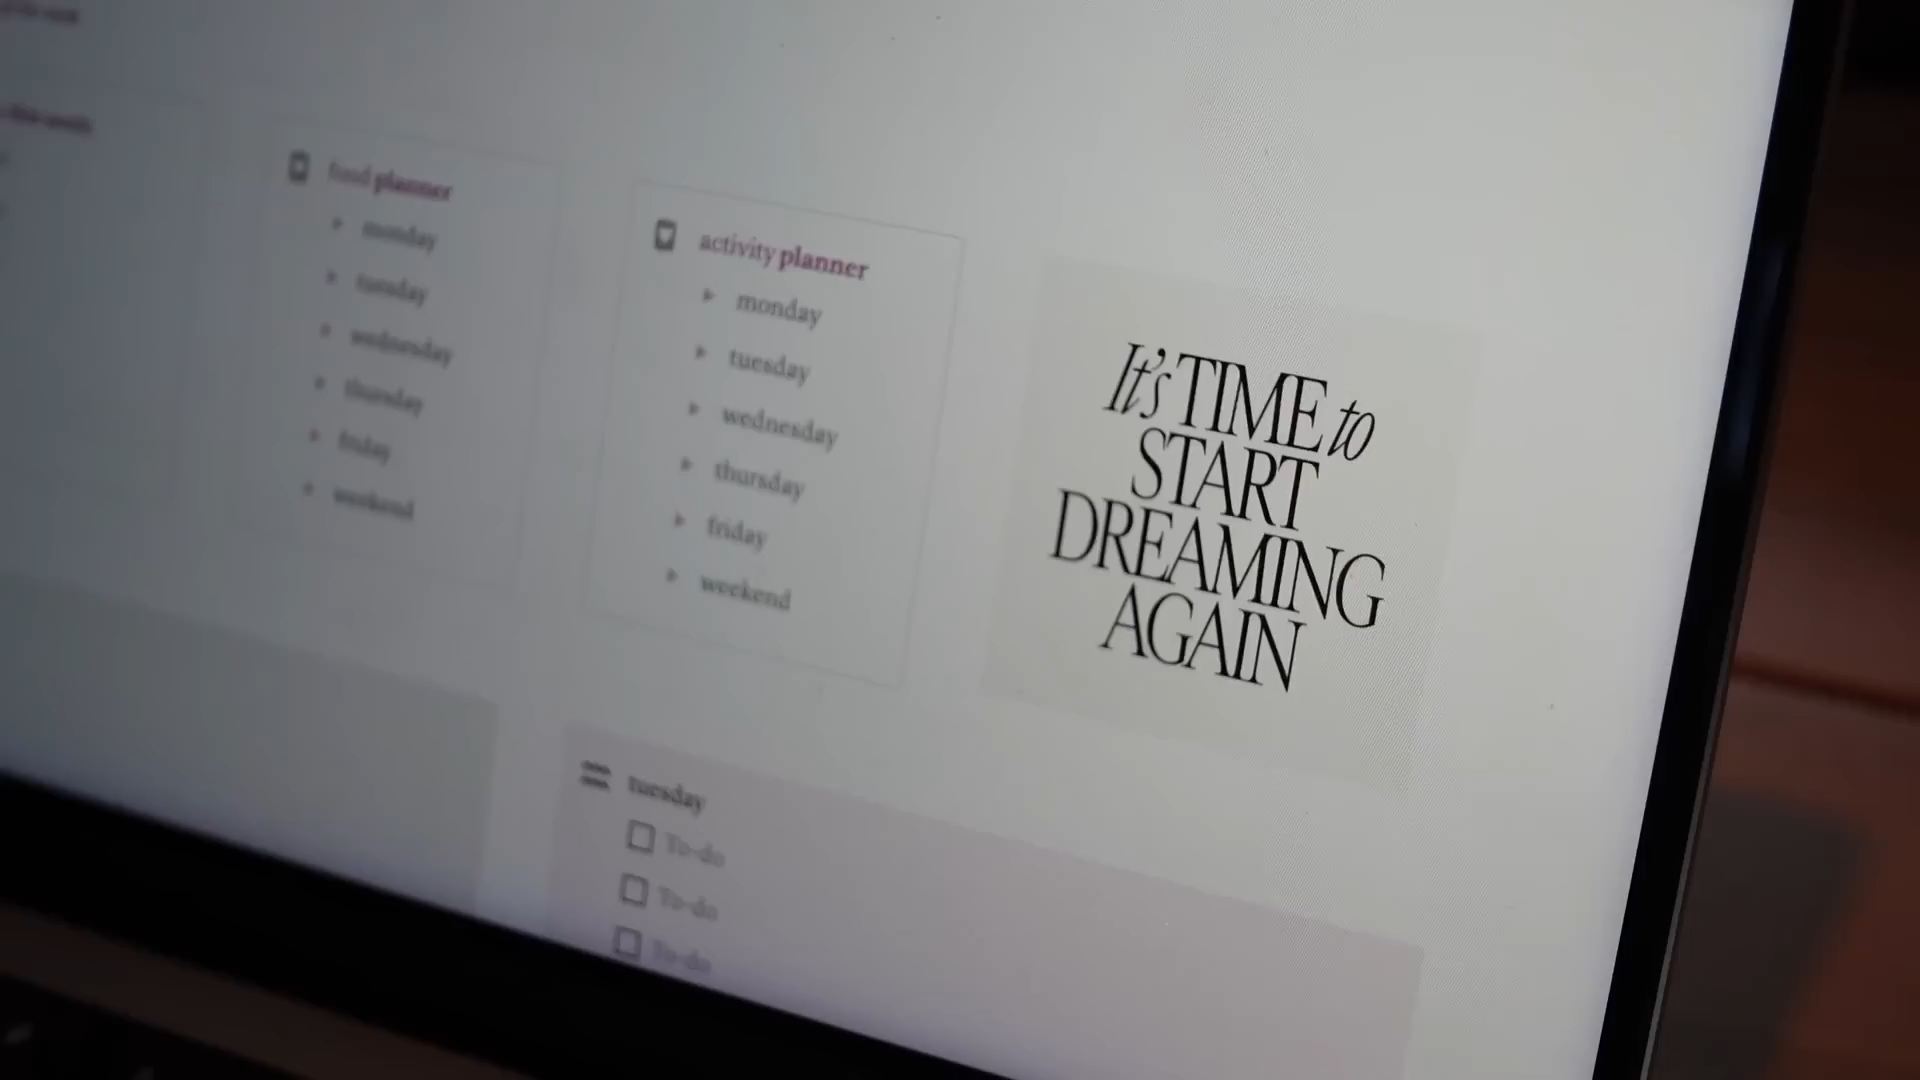 food planner
monday
tuesday
wednesday
thursday
friday
weekend
activity planner
monday
tuesday
wednesday
thursday
friday
weekend
It's TIME to
START
DREAMING
AGAIN
tuesday
To-do
To-do
To-do